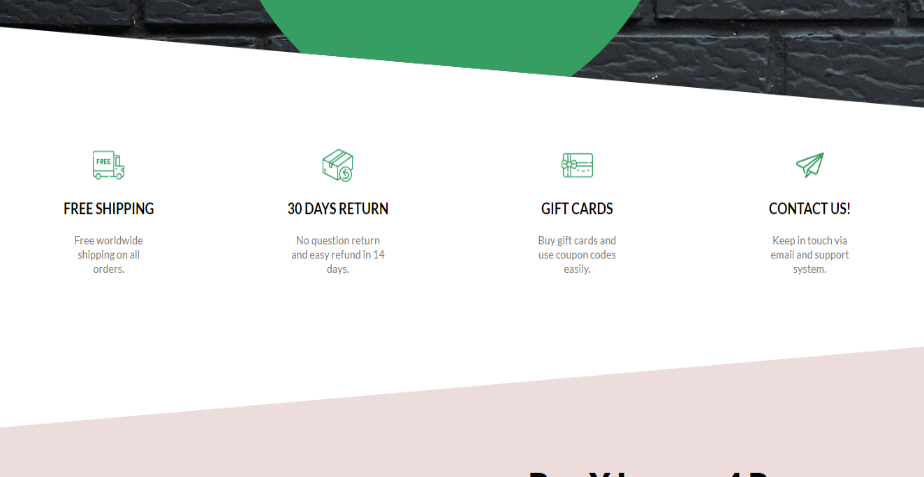 FREE
FREE SHIPPING
Free worldwide
shipping on all
orders.
30 DAYS RETURN
No question return
and easy refund in 14
days.
GIFT CARDS
Buy gift cards and
use coupon codes
easily.
CONTACT US!
Keep in touch via
email and support
system.